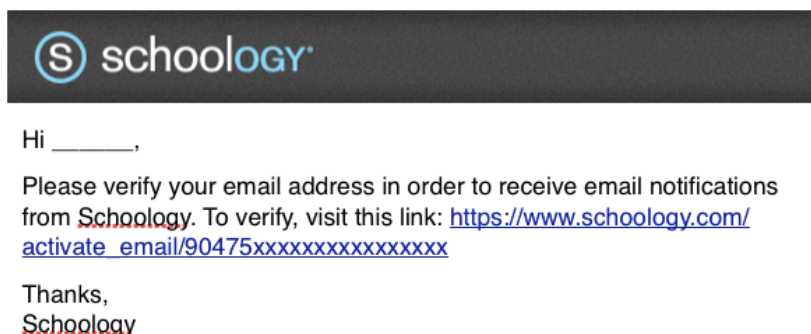 S schoology
Hi ______,
Please verify your email address in order to receive email notifications
from Schoology. To verify, visit this link: https://www.schoology.com/
activate_email/90475xxxxxxxxxxxxxxxx
Thanks,
Schoology